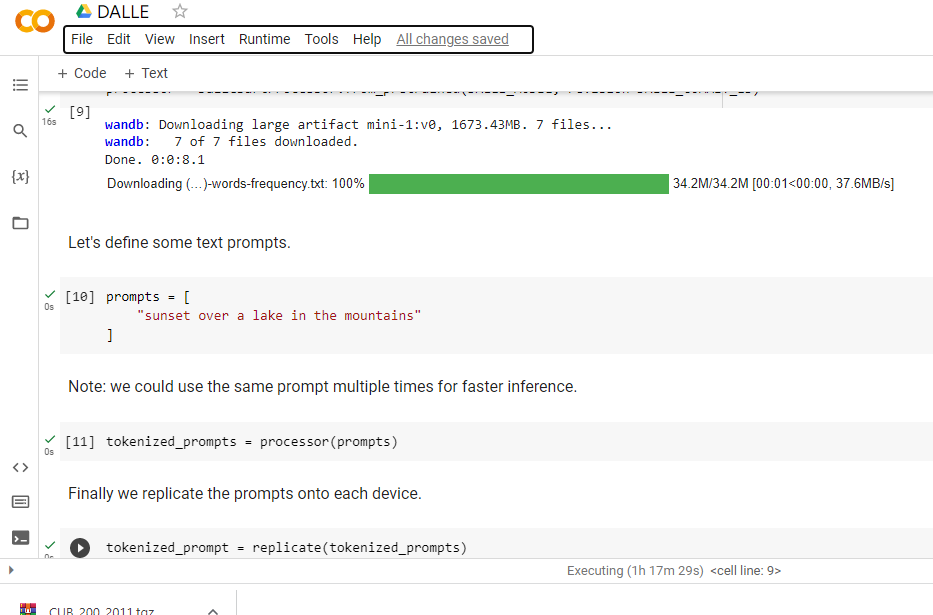 DALLE
File Edit View Insert Runtime Tools Help All changes saved
+ Code + Text
[9]
16s
wandb: Downloading large artifact mini-1:v0, 1673.43MB. 7 files...
wandb:   7 of 7 files downloaded.
Done. 0:0:8.1
Downloading (…)-words-frequency.txt: 100% 34.2M/34.2M [00:01<00:00, 37.6MB/s]
{x}
Let's define some text prompts.
[10] prompts = [
0s
"sunset over a lake in the mountains"
]
Note: we could use the same prompt multiple times for faster inference.
[11] tokenized_prompts = processor(prompts)
0s
Finally we replicate the prompts onto each device.
tokenized_prompt = replicate(tokenized_prompts)
0s
Executing (1h 17m 29s) <cell line: 9>
CUB_200_2011.tgz